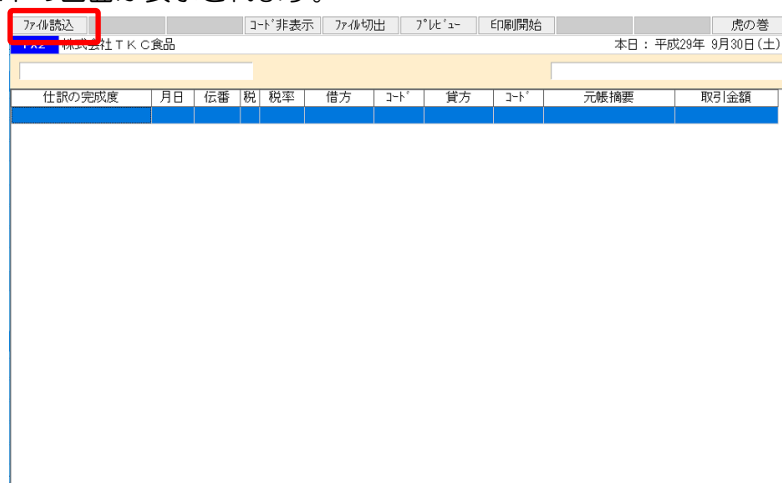 ﾌｧｲﾙ読込 ｺｰﾄﾞ非表示 ﾌｧｲﾙ切出 ﾌﾟﾚﾋﾞｭｰ 印刷開始 虎の巻
株式会社ＴＫＣ食品 本日：平成29年 9月30日(土)
仕訳の完成度 月日 伝番 税 税率 借方 ｺｰﾄﾞ 貸方 ｺｰﾄﾞ 元帳摘要 取引金額